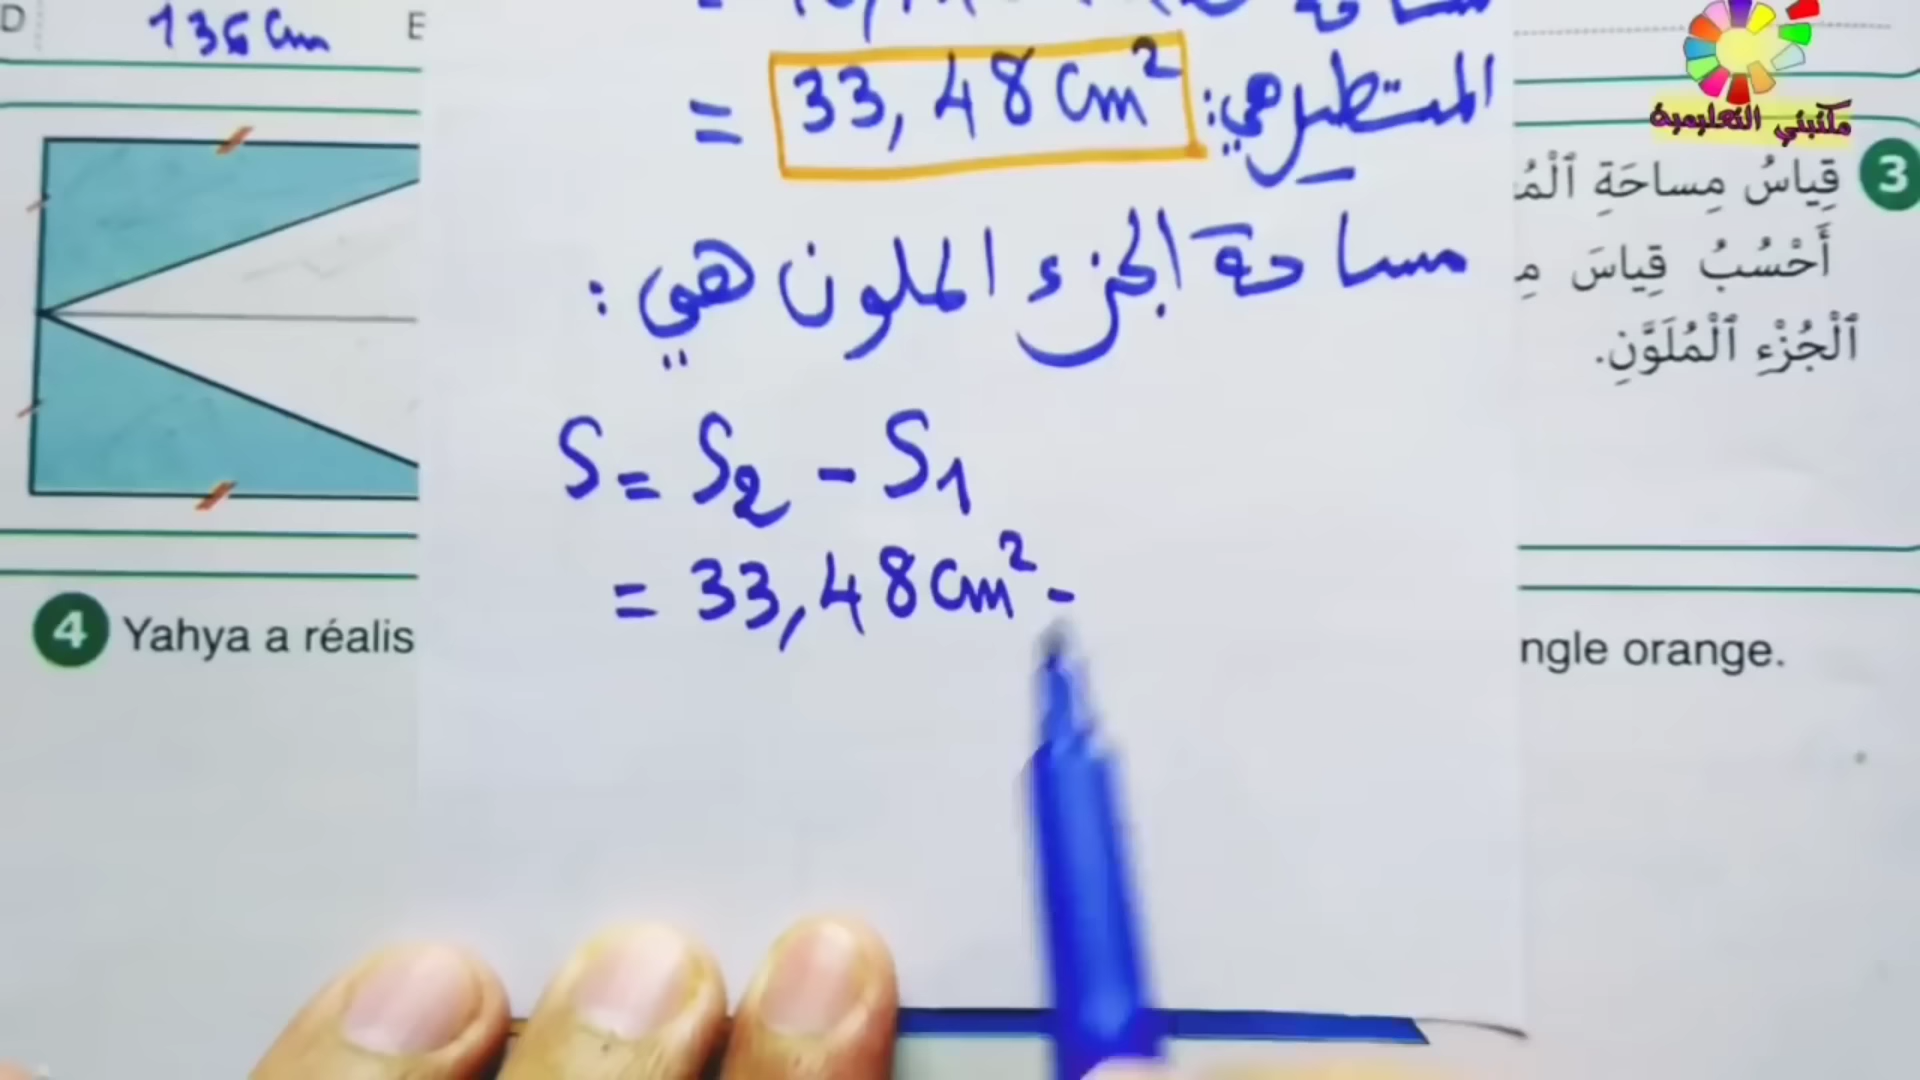 D 136 cm E
المستطيل هي:
= 33,48 cm²
مساحة الجزء الملون هي :
S = S2 - S1
= 33,48 cm² -
مكتبتي التعليمية
3
قِياسُ مِساحَةِ
أَحْسُبُ قِياسَ
ٱلْجُزْءِ ٱلْمُلَوَّنِ.
4 Yahya a réalis
ngle orange.